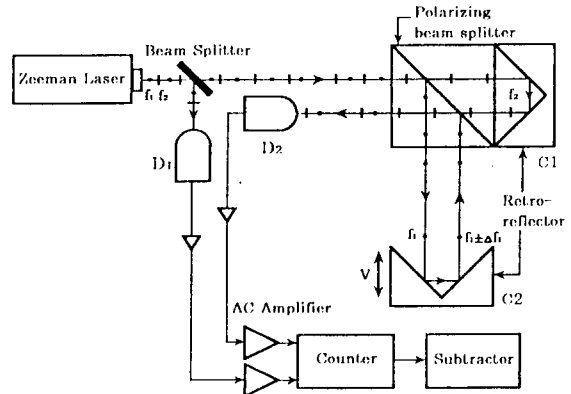 Polarizing
beam splitter
Beam Splitter
Zeeman Laser
f₁ f₂
f₂
D₁
D₂
C1
Retro-
reflector
f₁
f₁±Δf₁
V
C2
AC Amplifier
Counter
Subtractor